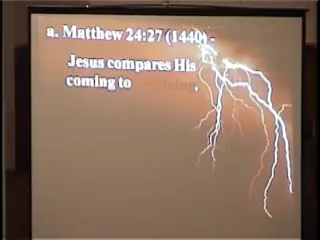 a. Matthew 24:27 (1440) -
Jesus compares His
coming to .